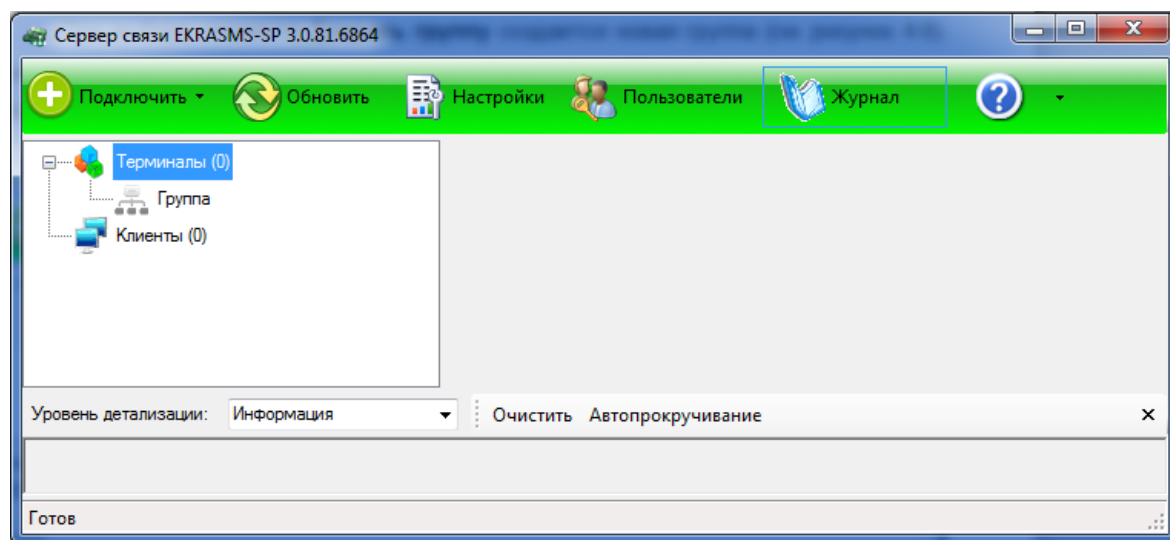 Сервер связи EKRASMS-SP 3.0.81.6864
Подключить Обновить Настройки Пользователи Журнал ?
Терминалы (0)
Группа
Клиенты (0)
Уровень детализации: Информация Очистить Автопрокручивание
Готов